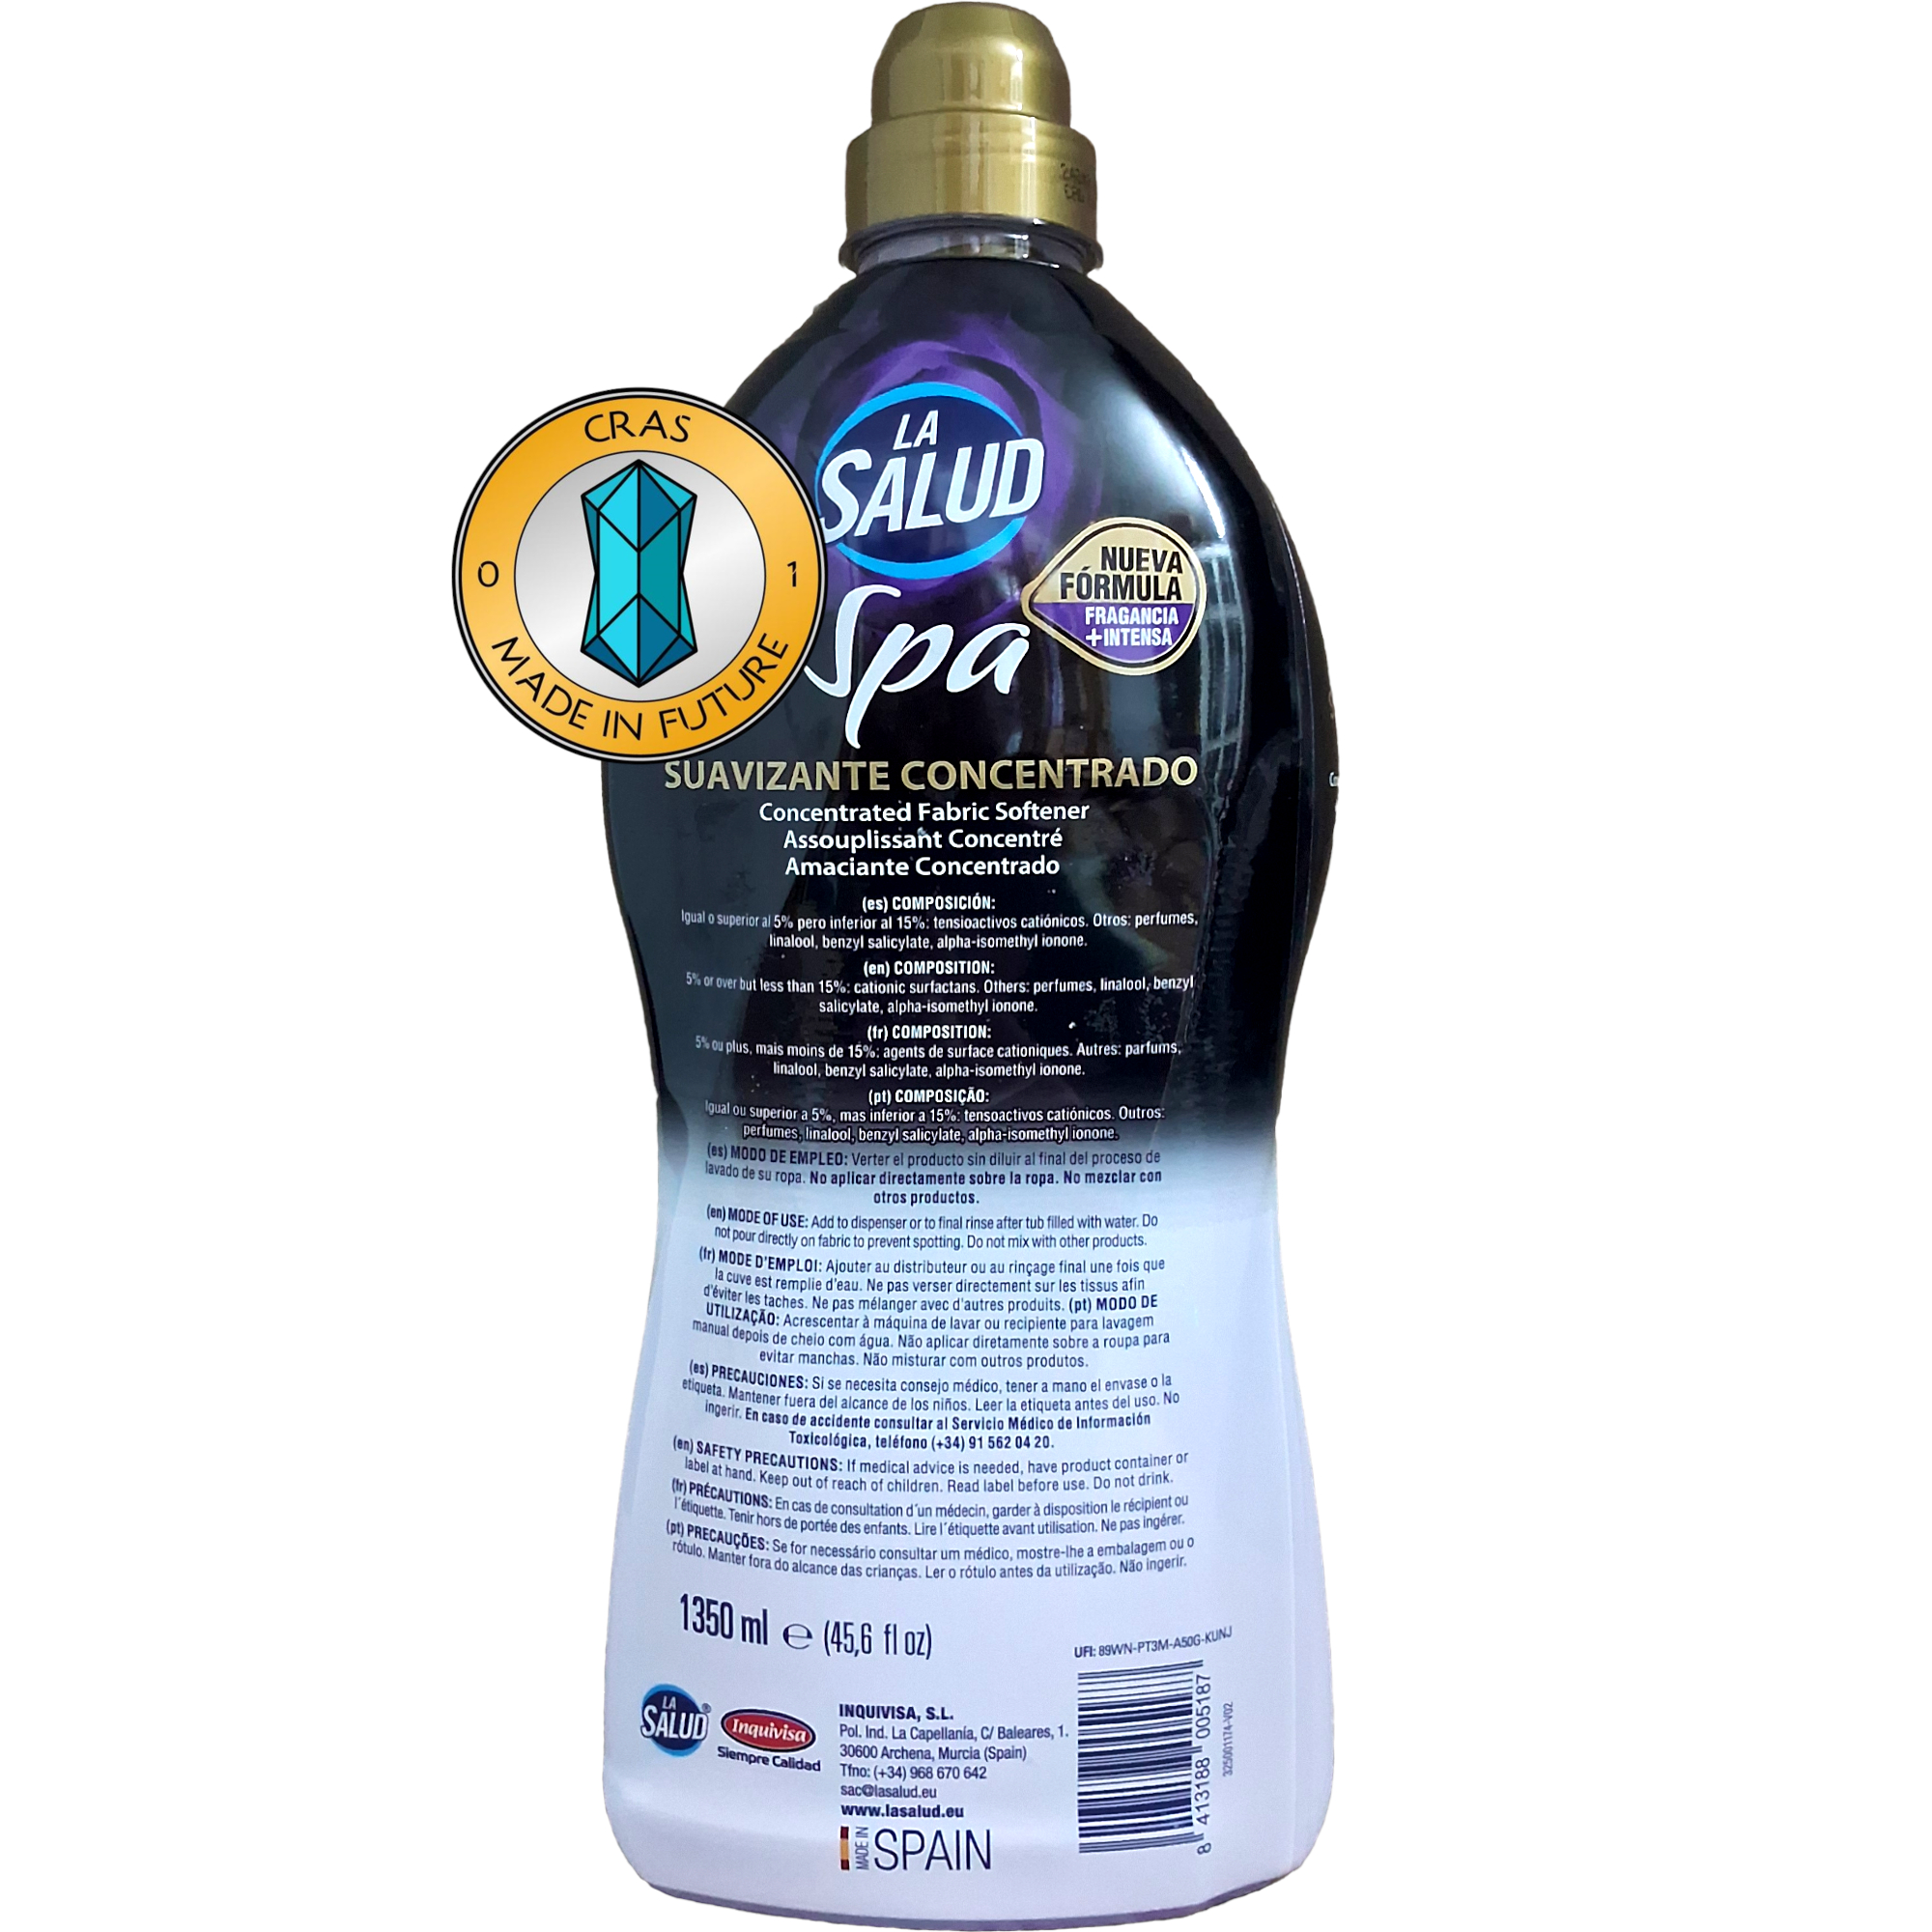 CRAS
0 1
MADE IN FUTURE
LA
SALUD
NUEVA
FÓRMULA
FRAGANCIA
+INTENSA
Spa
SUAVIZANTE CONCENTRADO
Concentrated Fabric Softener
Assouplissant Concentré
Amaciante Concentrado
(es) COMPOSICIÓN:
Igual o superior al 5% pero inferior al 15%: tensioactivos catiónicos. Otros: perfumes,
linalool, benzyl salicylate, alpha-isomethyl ionone.
(en) COMPOSITION:
5% or over but less than 15%: cationic surfactans. Others: perfumes, linalool, benzyl
salicylate, alpha-isomethyl ionone.
(fr) COMPOSITION:
5% ou plus, mais moins de 15%: agents de surface cationiques. Autres: parfums,
linalool, benzyl salicylate, alpha-isomethyl ionone.
(pt) COMPOSIÇÃO:
Igual ou superior a 5%, mas inferior a 15%: tensoactivos catiónicos. Outros:
perfumes, linalool, benzyl salicylate, alpha-isomethyl ionone.
(es) MODO DE EMPLEO: Verter el producto sin diluir al final del proceso de
lavado de su ropa. No aplicar directamente sobre la ropa. No mezclar con
otros productos.
(en) MODE OF USE: Add to dispenser or to final rinse after tub filled with water. Do
not pour directly on fabric to prevent spotting. Do not mix with other products.
(fr) MODE D'EMPLOI: Ajouter au distributeur ou au rinçage final une fois que
la cuve est remplie d'eau. Ne pas verser directement sur les tissus afin
d'éviter les taches. Ne pas mélanger avec d'autres produits. (pt) MODO DE
UTILIZAÇÃO: Acrescentar à máquina de lavar ou recipiente para lavagem
manual depois de cheio com água. Não aplicar diretamente sobre a roupa para
evitar manchas. Não misturar com outros produtos.
(es) PRECAUCIONES: Si se necesita consejo médico, tener a mano el envase o la
etiqueta. Mantener fuera del alcance de los niños. Leer la etiqueta antes del uso. No
ingerir. En caso de accidente consultar al Servicio Médico de Información
Toxicológica, teléfono (+34) 91 562 04 20.
(en) SAFETY PRECAUTIONS: If medical advice is needed, have product container or
label at hand. Keep out of reach of children. Read label before use. Do not drink.
(fr) PRÉCAUTIONS: En cas de consultation d´un médecin, garder à disposition le récipient ou
l´étiquette. Tenir hors de portée des enfants. Lire l´étiquette avant utilisation. Ne pas ingérer.
(pt) PRECAUÇÕES: Se for necessário consultar um médico, mostre-lhe a embalagem ou o
rótulo. Manter fora do alcance das crianças. Ler o rótulo antes da utilização. Não ingerir.
1350 ml ℮ (45,6 fl oz)
UFI: 89WN-PT3M-A50G-KUNJ
LA
SALUD®
Inquivisa
Siempre Calidad
INQUIVISA, S.L.
Pol. Ind. La Capellanía, C/ Baleares, 1.
30600 Archena, Murcia (Spain)
Tfno: (+34) 968 670 642
sac@lasalud.eu
www.lasalud.eu
MADE IN SPAIN
8 413188 005187
325001174-V02